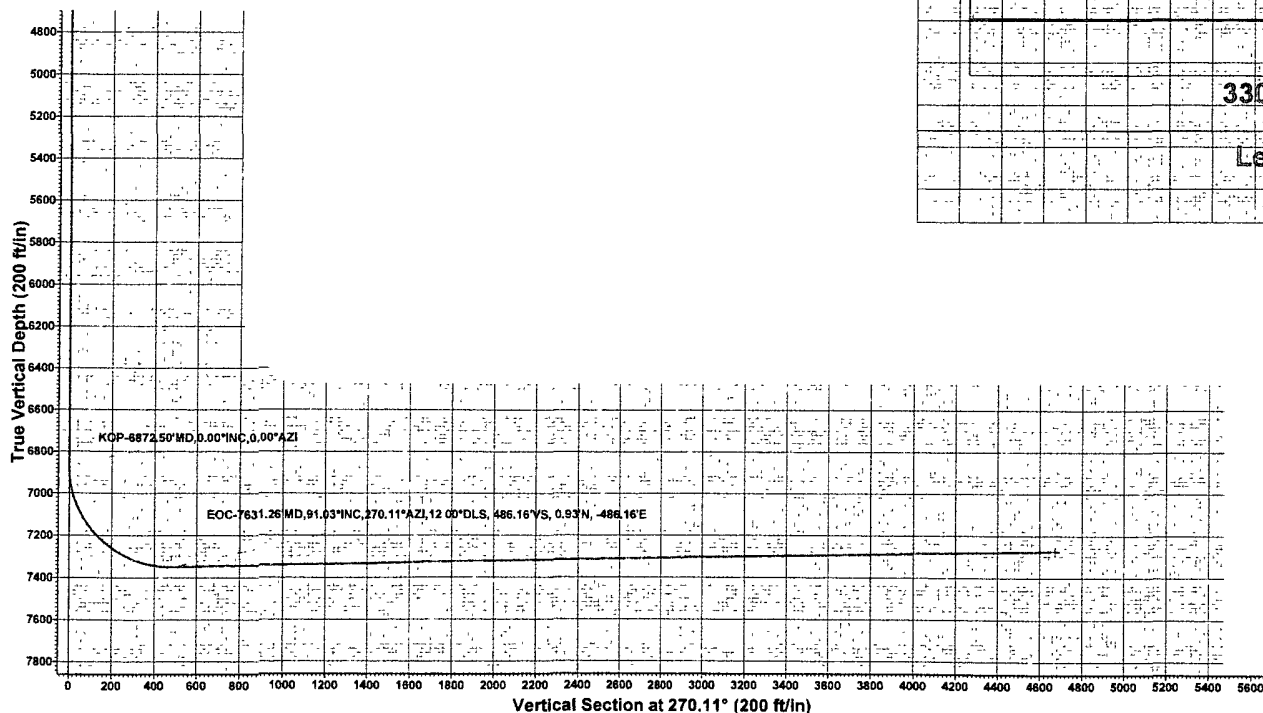 330
Le
True Vertical Depth (200 ft/in)
4800
5000
5200
5400
5600
5800
6000
6200
6400
6600
6800
7000
7200
7400
7600
7800
KOP-6872.50'MD,0.00°INC,0.00°AZI
EOC-7631.26'MD,91.03°INC,270.11°AZI,12 00°DLS, 486.16'VS, 0.93'N, -486.16'E
0 200 400 600 800 1000 1200 1400 1600 1800 2000 2200 2400 2600 2800 3000 3200 3400 3600 3800 4000 4200 4400 4600 4800 5000 5200 5400 5600
Vertical Section at 270.11° (200 ft/in)